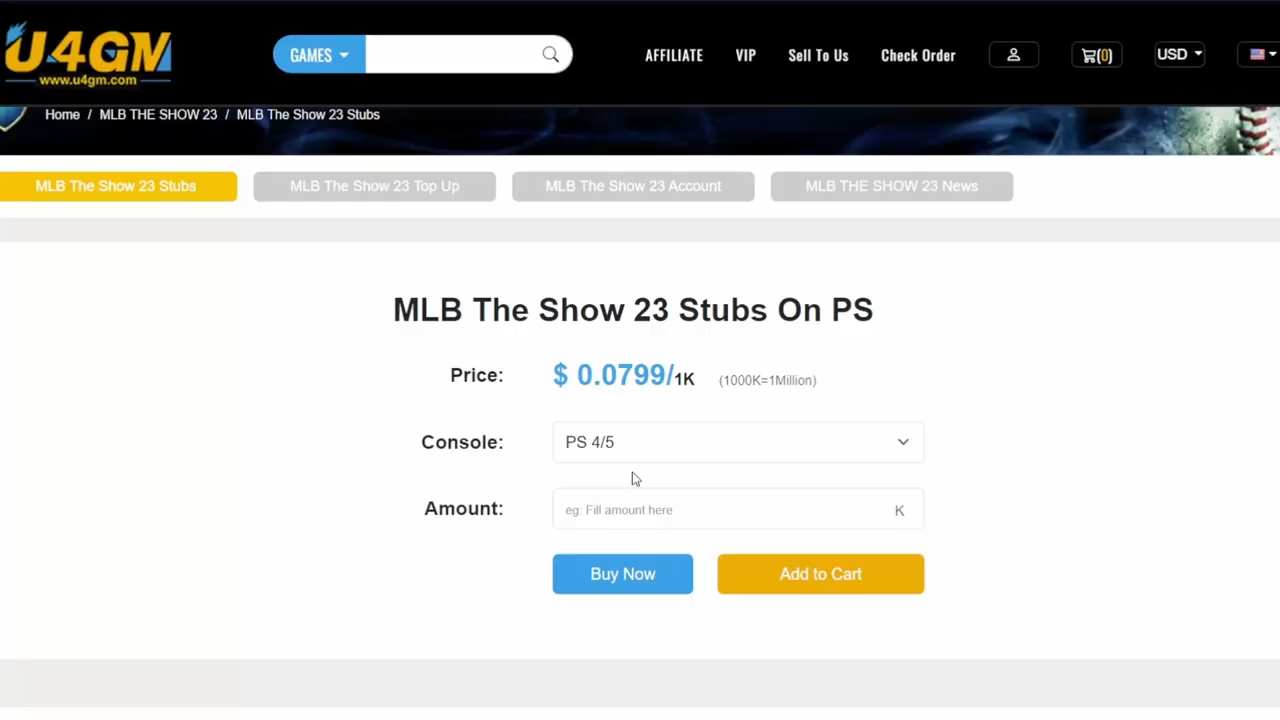 U4GM
www.u4gm.com
GAMES
AFFILIATE
VIP
Sell To Us
Check Order
(0)
USD
Home / MLB THE SHOW 23 / MLB The Show 23 Stubs
MLB The Show 23 Stubs
MLB The Show 23 Top Up
MLB The Show 23 Account
MLB THE SHOW 23 News
MLB The Show 23 Stubs On PS
Price:
$ 0.0799/1K
(1000K=1Million)
Console:
PS 4/5
Amount:
eg: Fill amount here
K
Buy Now
Add to Cart